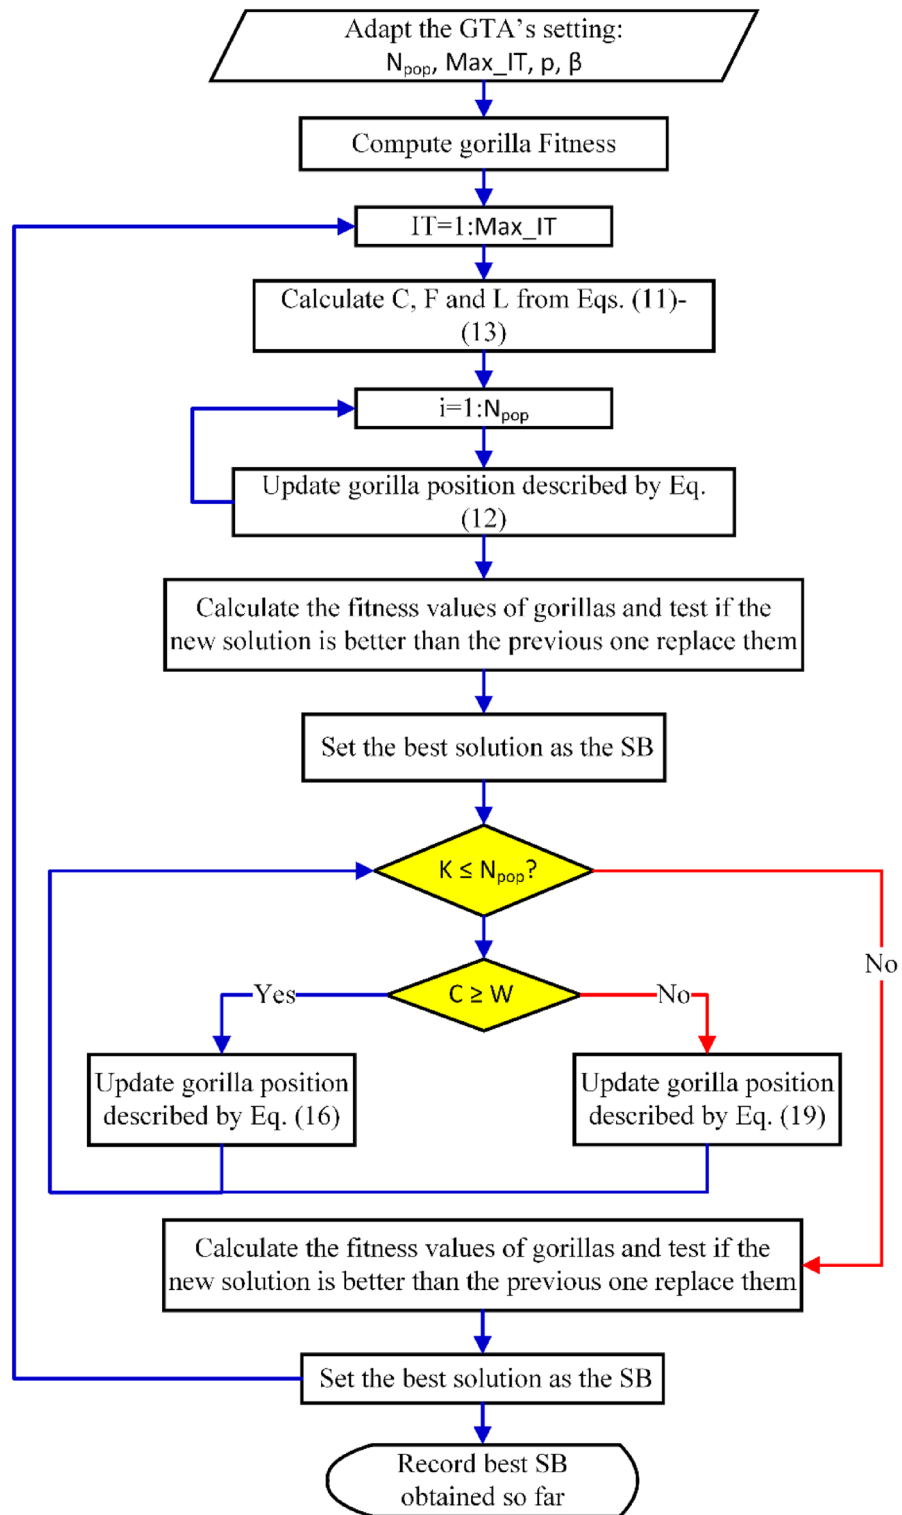 Adapt the GTA's setting:
Npop, Max_IT, p, β
Compute gorilla Fitness
IT=1:Max_IT
Calculate C, F and L from Eqs. (11)-
(13)
i=1:Npop
Update gorilla position described by Eq.
(12)
Calculate the fitness values of gorillas and test if the
new solution is better than the previous one replace them
Set the best solution as the SB
K ≤ Npop?
No
C ≥ W
Yes
No
Update gorilla position
described by Eq. (16)
Update gorilla position
described by Eq. (19)
Calculate the fitness values of gorillas and test if the
new solution is better than the previous one replace them
Set the best solution as the SB
Record best SB
obtained so far